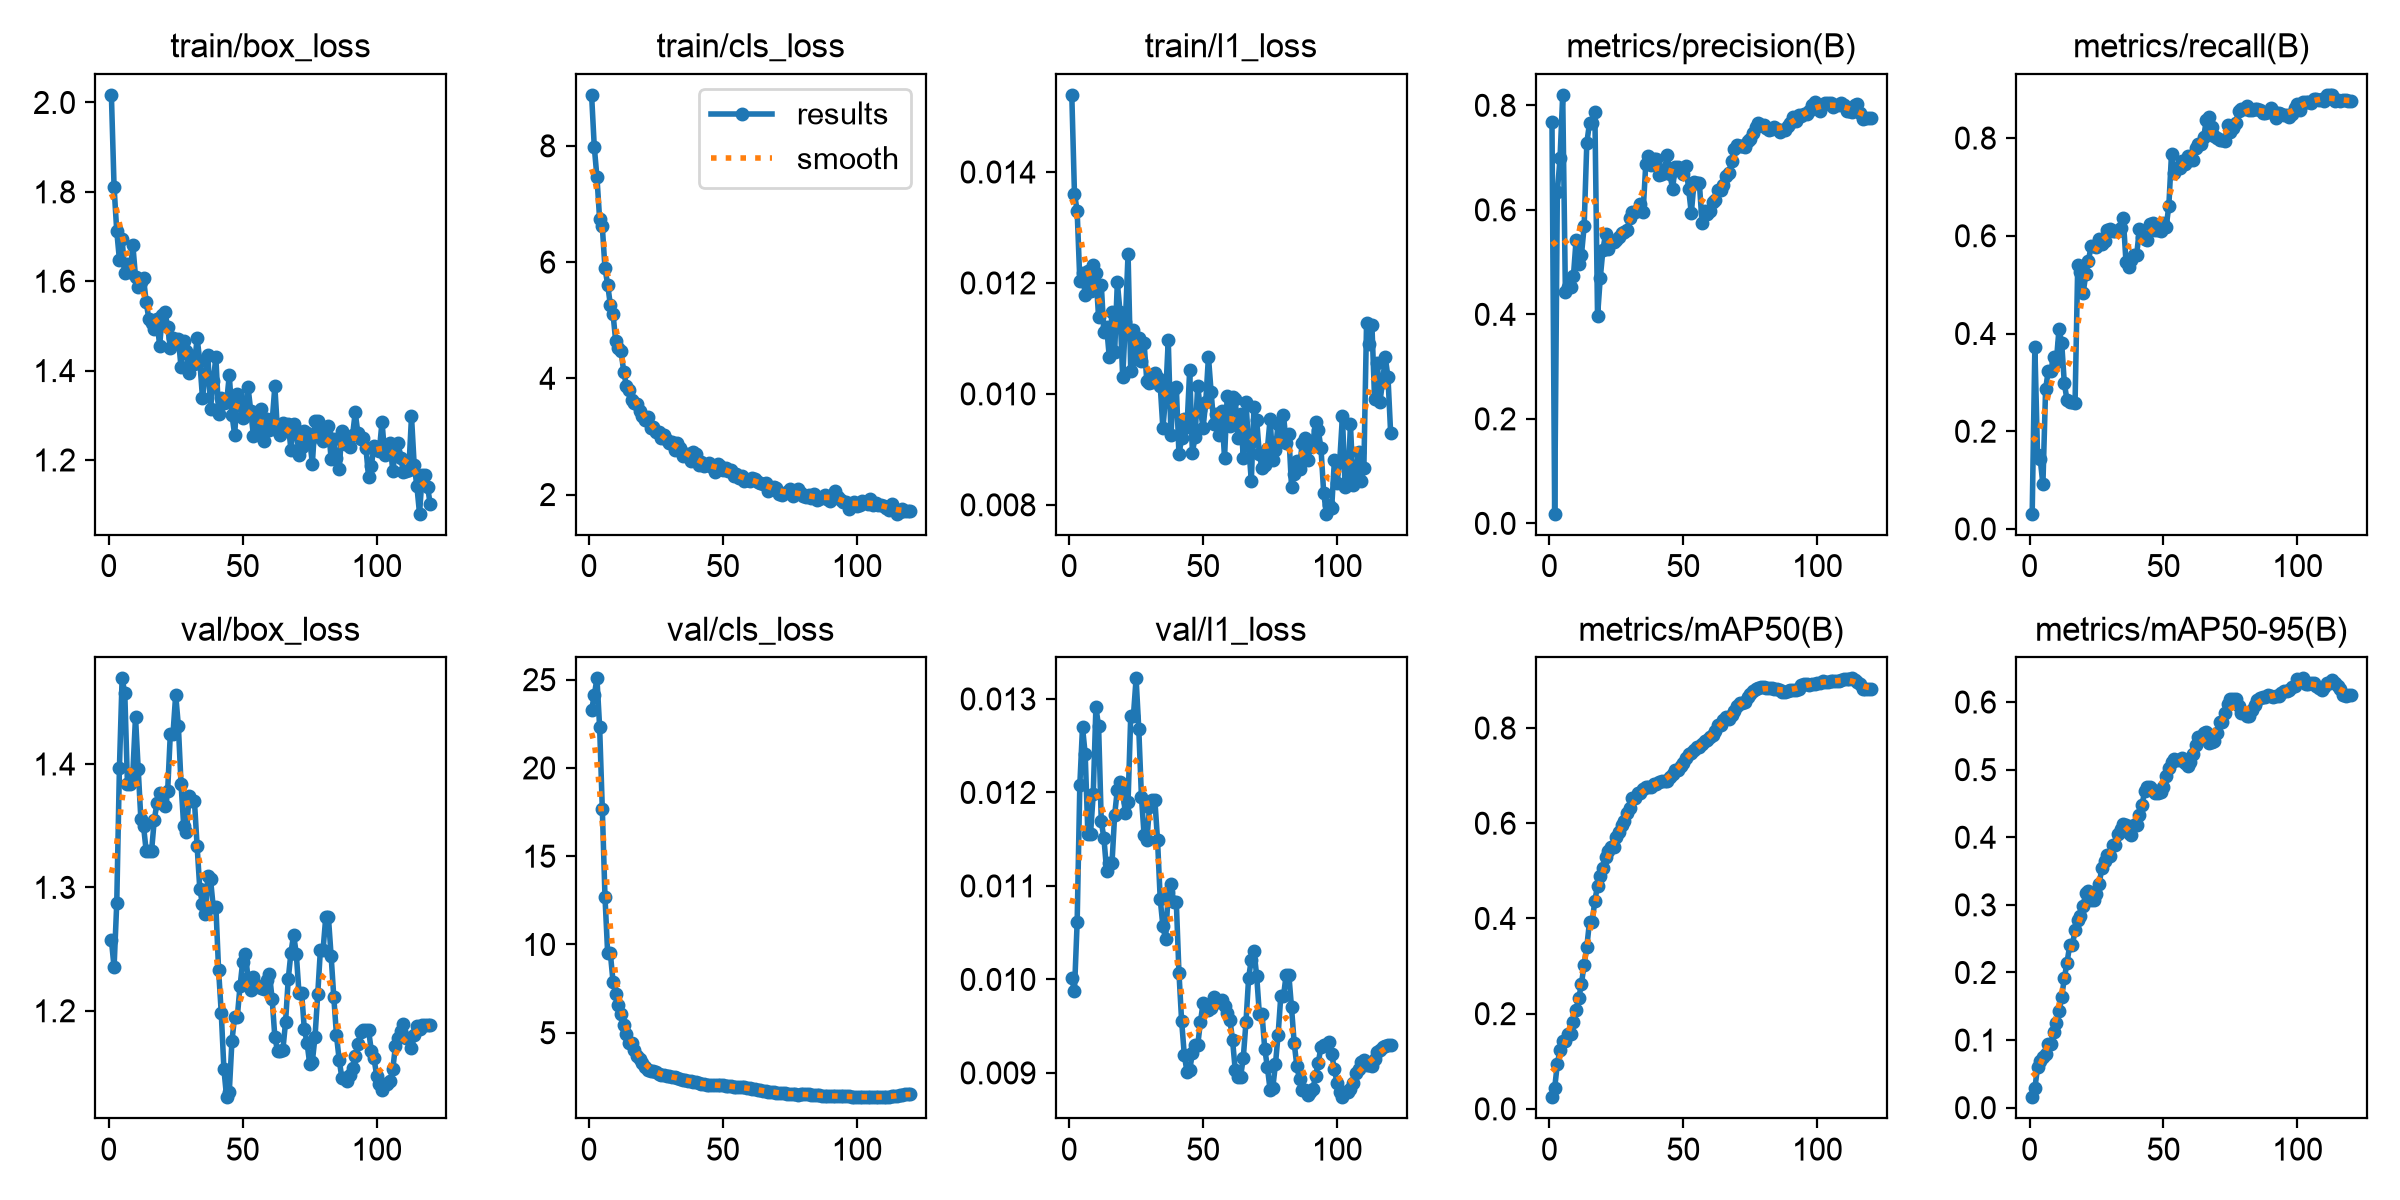 train/box_loss
2.0
1.8
1.6
1.4
1.2
0 50 100
train/cls_loss
results
smooth
8
6
4
2
0 50 100
train/l1_loss
0.014
0.012
0.010
0.008
0 50 100
metrics/precision(B)
0.8
0.6
0.4
0.2
0.0
0 50 100
metrics/recall(B)
0.8
0.6
0.4
0.2
0.0
0 50 100
val/box_loss
1.4
1.3
1.2
0 50 100
val/cls_loss
25
20
15
10
5
0 50 100
val/l1_loss
0.013
0.012
0.011
0.010
0.009
0 50 100
metrics/mAP50(B)
0.8
0.6
0.4
0.2
0.0
0 50 100
metrics/mAP50-95(B)
0.6
0.5
0.4
0.3
0.2
0.1
0.0
0 50 100